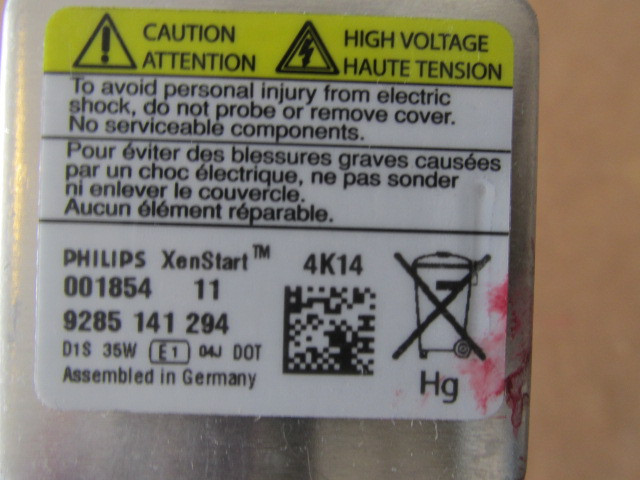 CAUTION
ATTENTION
HIGH VOLTAGE
HAUTE TENSION
To avoid personal injury from electric
shock, do not probe or remove cover.
No serviceable components.
Pour éviter des blessures graves causées
par un choc électrique, ne pas sonder
ni enlever le couvercle.
Aucun élément réparable.
PHILIPS XenStart™ 4K14
001854 11
9285 141 294
D1S 35W E1 04J DOT
Assembled in Germany
Hg